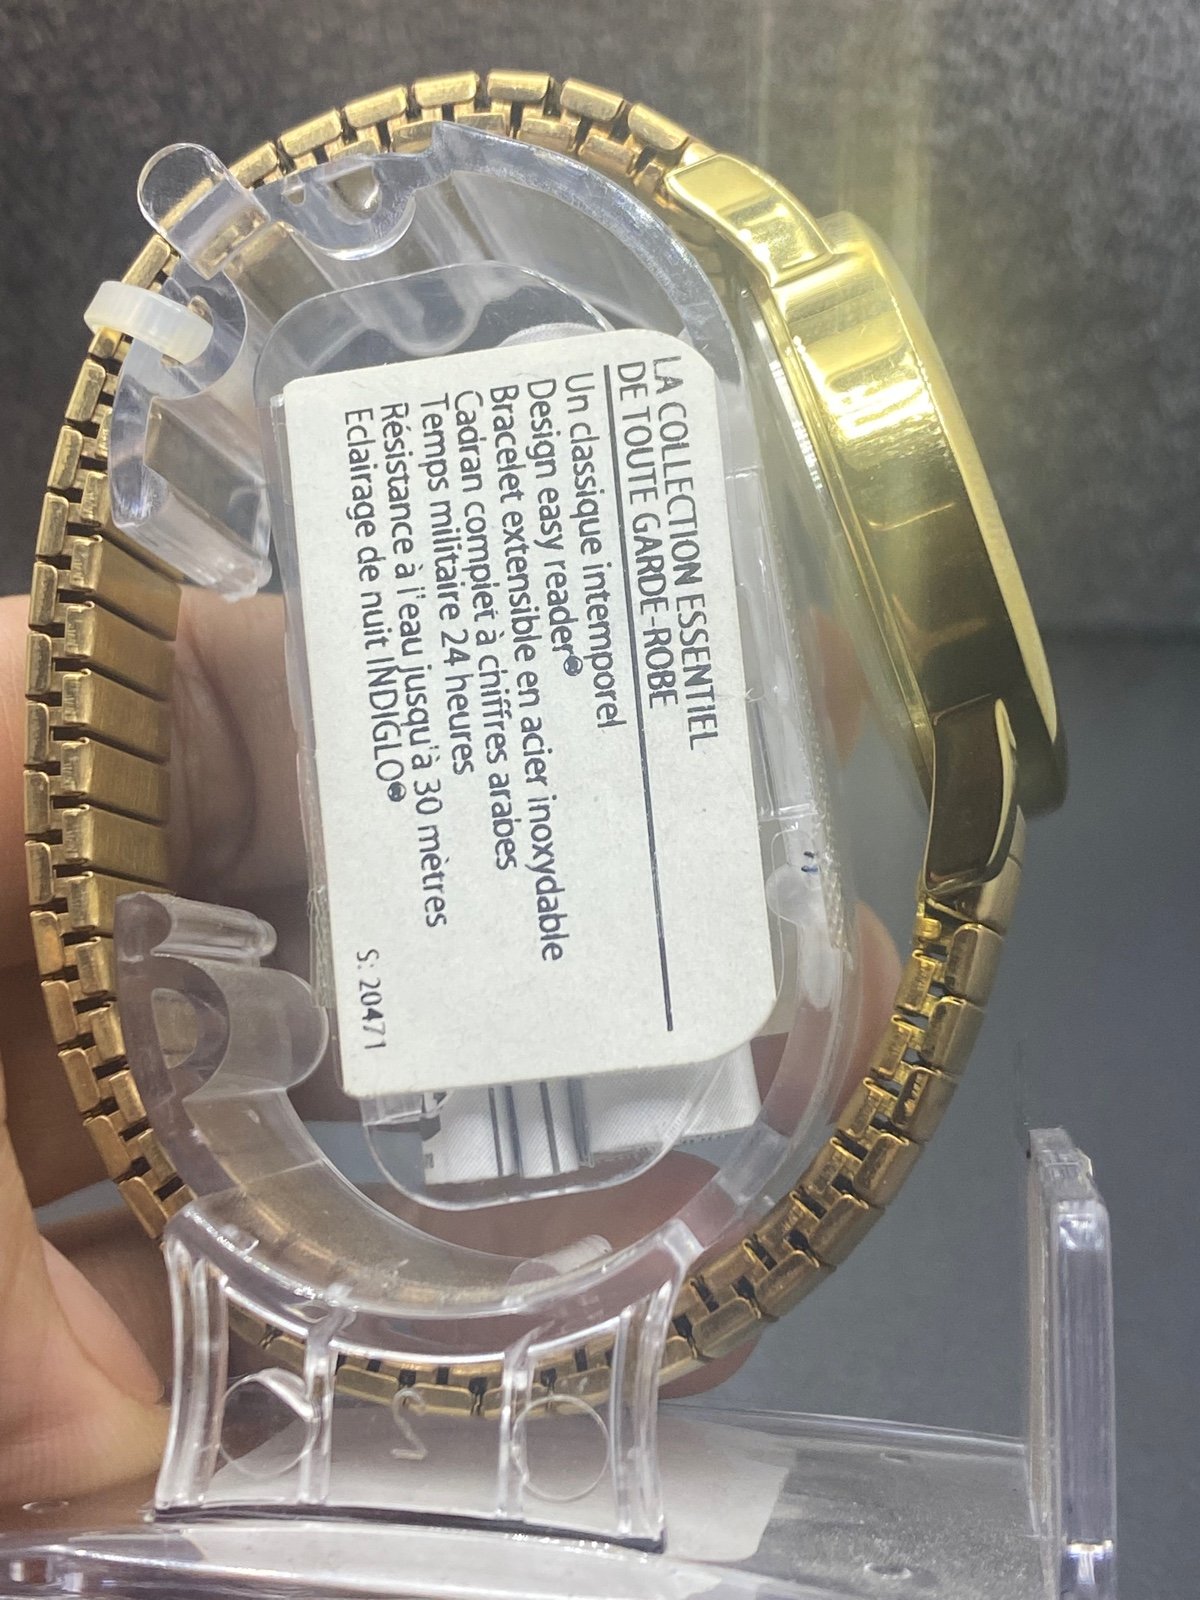 LA COLLECTION ESSENTIEL
DE TOUTE GARDE-ROBE
Un classique intemporel
Design easy reader®
Bracelet extensible en acier inoxydable
Cadran complet à chiffres arabes
Temps militaire 24 heures
Résistance à l'eau jusqu'à 30 mètres
Eclairage de nuit INDIGLO®
S: 20471
2